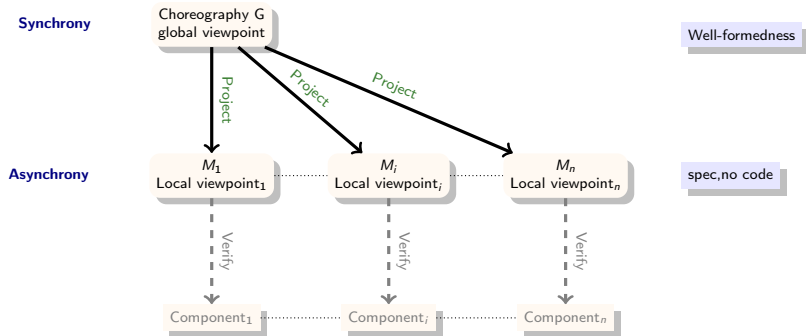 Synchrony
Choreography G
global viewpoint
Well-formedness
Project
Project
Project
Asynchrony
M₁
Local viewpoint₁
Mᵢ
Local viewpointᵢ
Mₙ
Local viewpointₙ
spec,no code
Verify
Verify
Verify
Component₁
Componentᵢ
Componentₙ